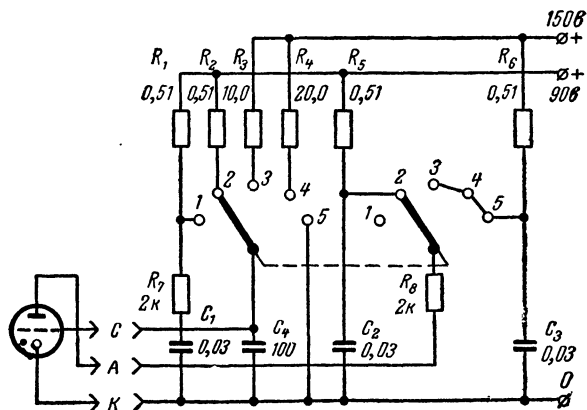 150в
+
R1 R2 R3 R4 R5 R6
+
90в
0,51 0,51 10,0 20,0 0,51 0,51
2 3 4 2 3 4
1 5 1 5
R7 R8
2к 2к
C C1 C4 C2 C3
0,03 100 0,03 0,03
А
К 0